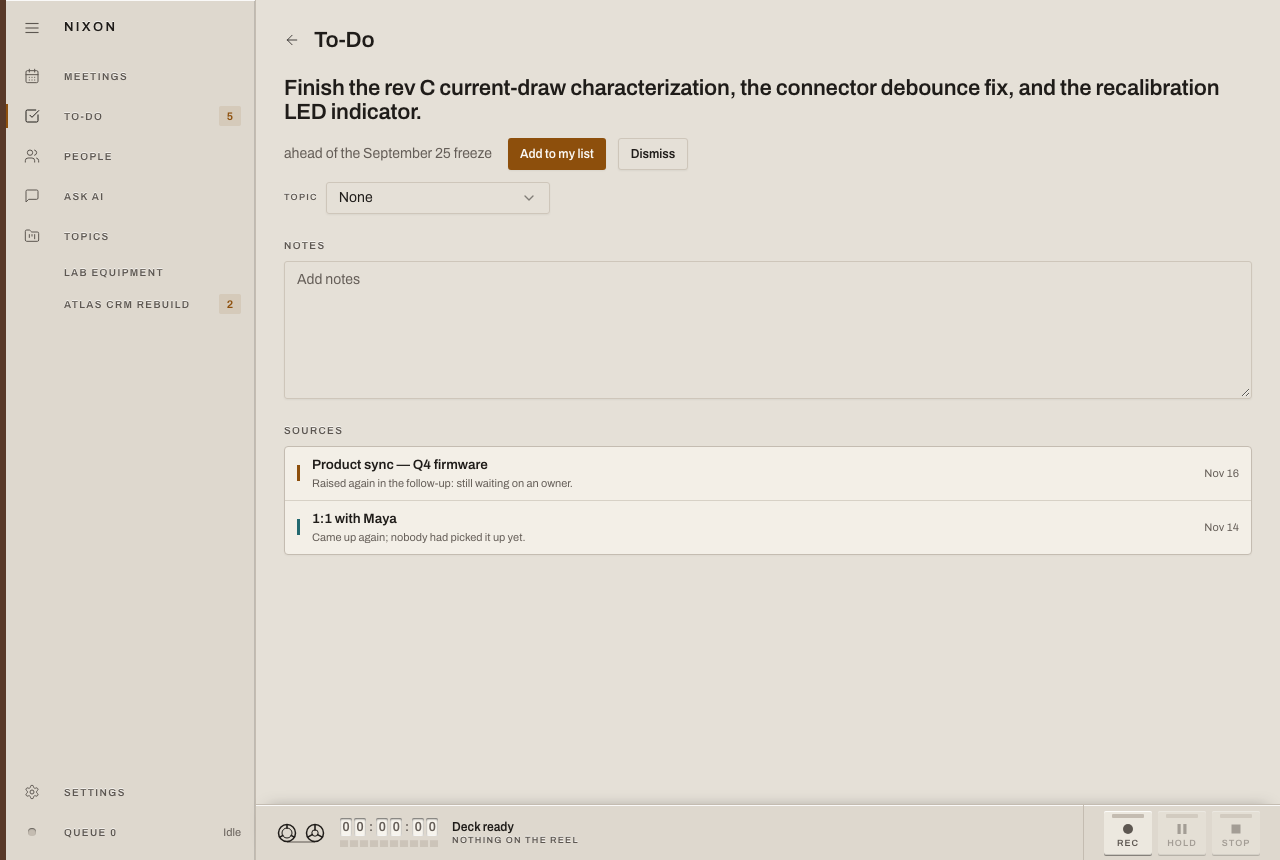 NIXON
MEETINGS
TO-DO 5
PEOPLE
ASK AI
TOPICS
LAB EQUIPMENT
ATLAS CRM REBUILD 2
SETTINGS
QUEUE 0 Idle
To-Do
Finish the rev C current-draw characterization, the connector debounce fix, and the recalibration
LED indicator.
ahead of the September 25 freeze Add to my list Dismiss
TOPIC None
NOTES
Add notes
SOURCES
Product sync — Q4 firmware
Raised again in the follow-up: still waiting on an owner.
Nov 16
1:1 with Maya
Came up again; nobody had picked it up yet.
Nov 14
00:00:00
Deck ready
NOTHING ON THE REEL
REC HOLD STOP